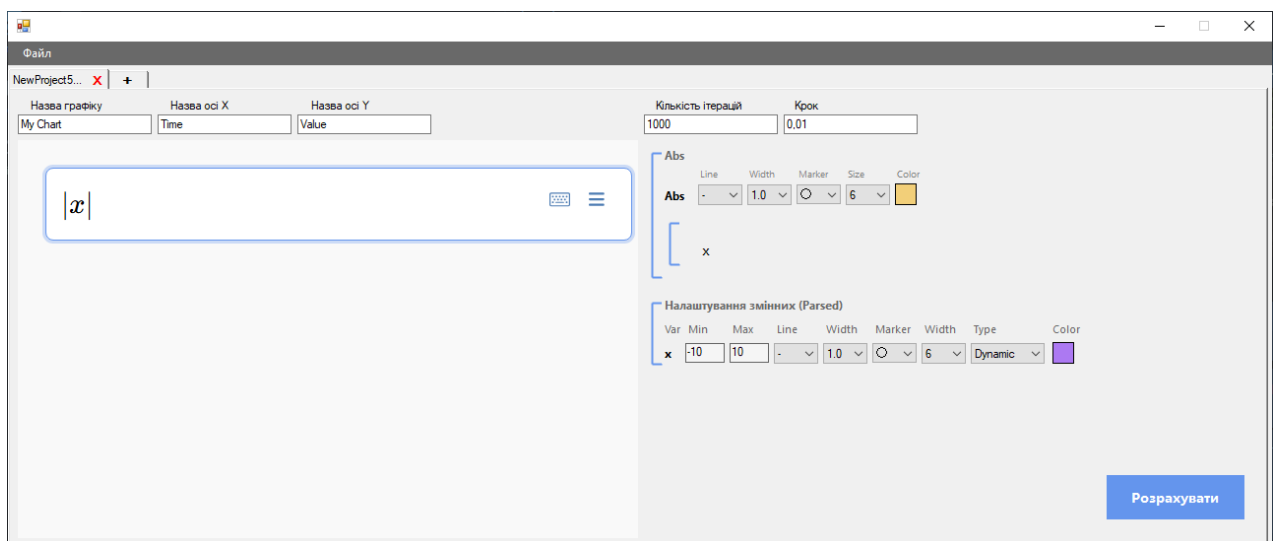 Файл
NewProject5... X +
Назва графіку Назва осі X Назва осі Y Кількість ітерацій Крок
My Chart Time Value 1000 0,01
|x|
Abs
Line Width Marker Size Color
Abs - 1.0 6
x
Налаштування змінних (Parsed)
Var Min Max Line Width Marker Width Type Color
x -10 10 - 1.0 6 Dynamic
Розрахувати